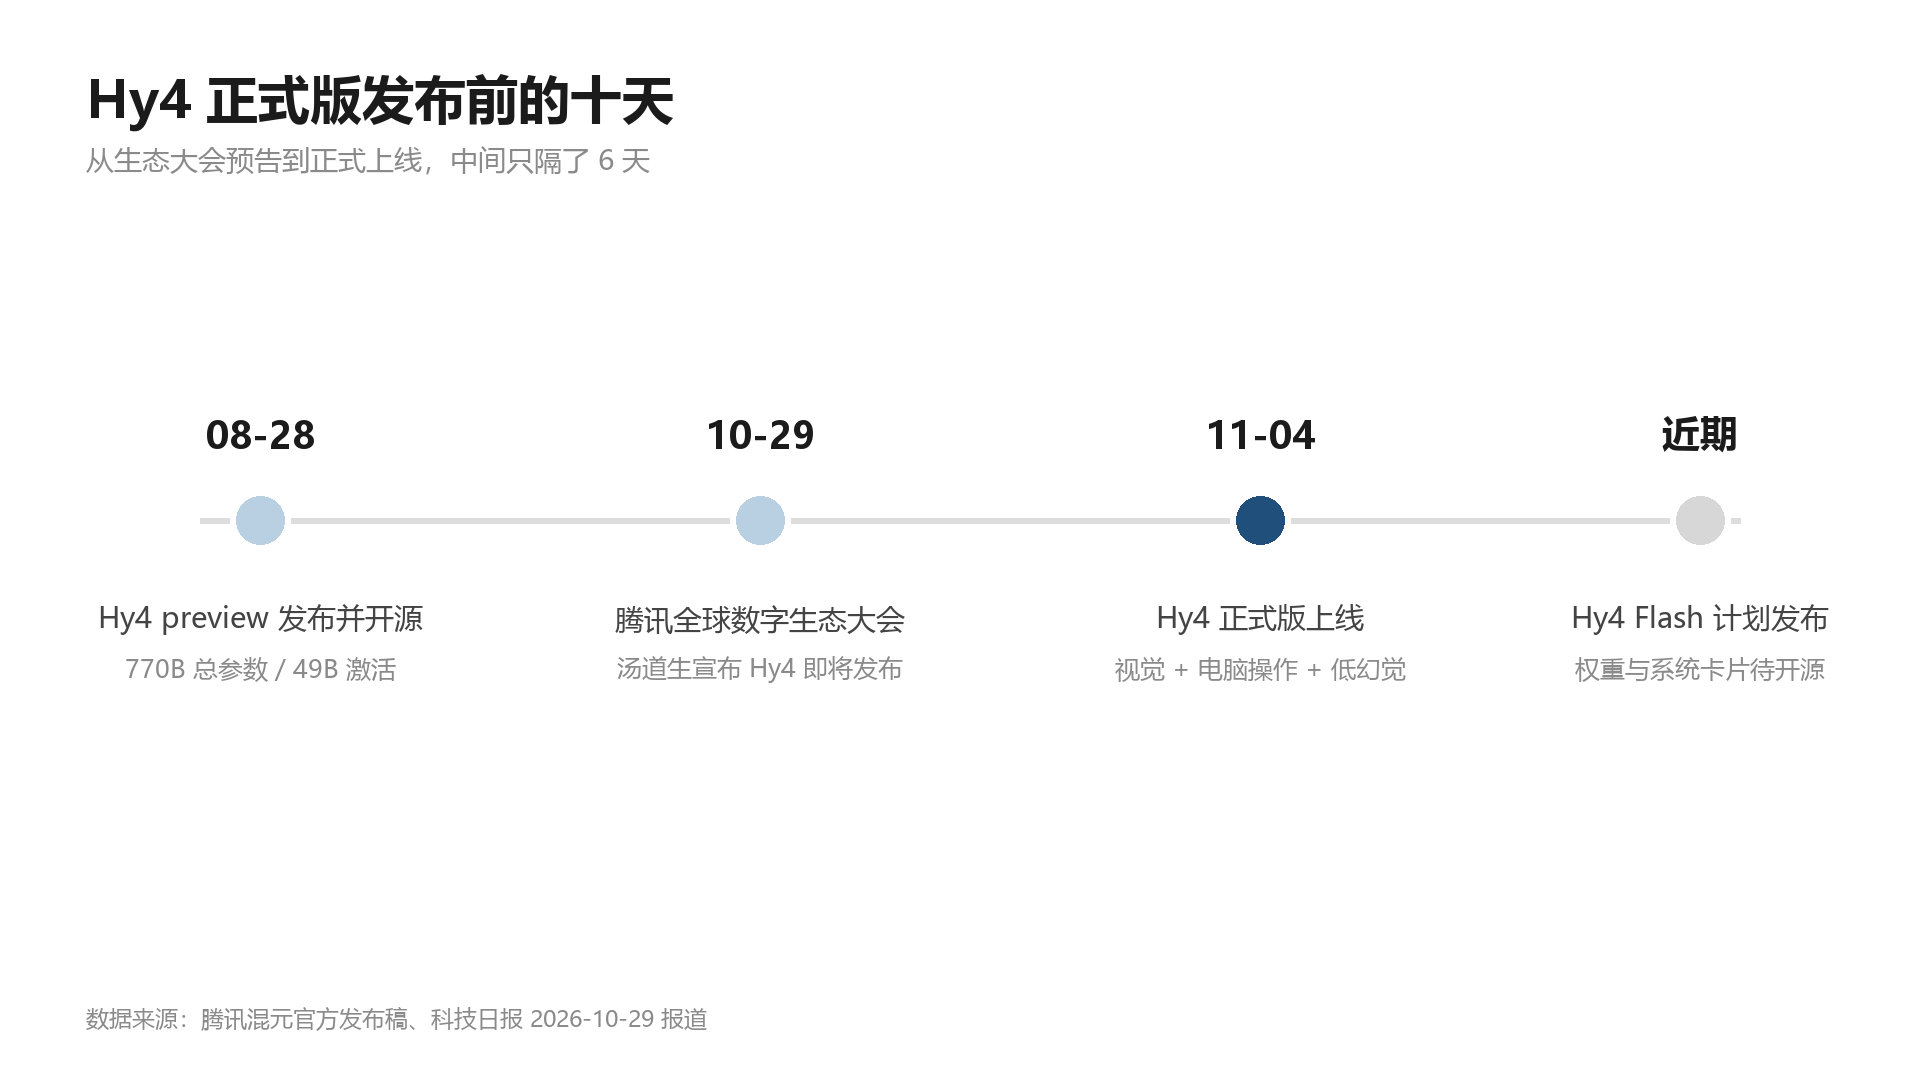 Hy4 正式版发布前的十天
从生态大会预告到正式上线，中间只隔了 6 天
08-28
10-29
11-04
近期
Hy4 preview 发布并开源
腾讯全球数字生态大会
Hy4 正式版上线
Hy4 Flash 计划发布
770B 总参数 / 49B 激活
汤道生宣布 Hy4 即将发布
视觉 + 电脑操作 + 低幻觉
权重与系统卡片待开源
数据来源：腾讯混元官方发布稿、科技日报 2026-10-29 报道